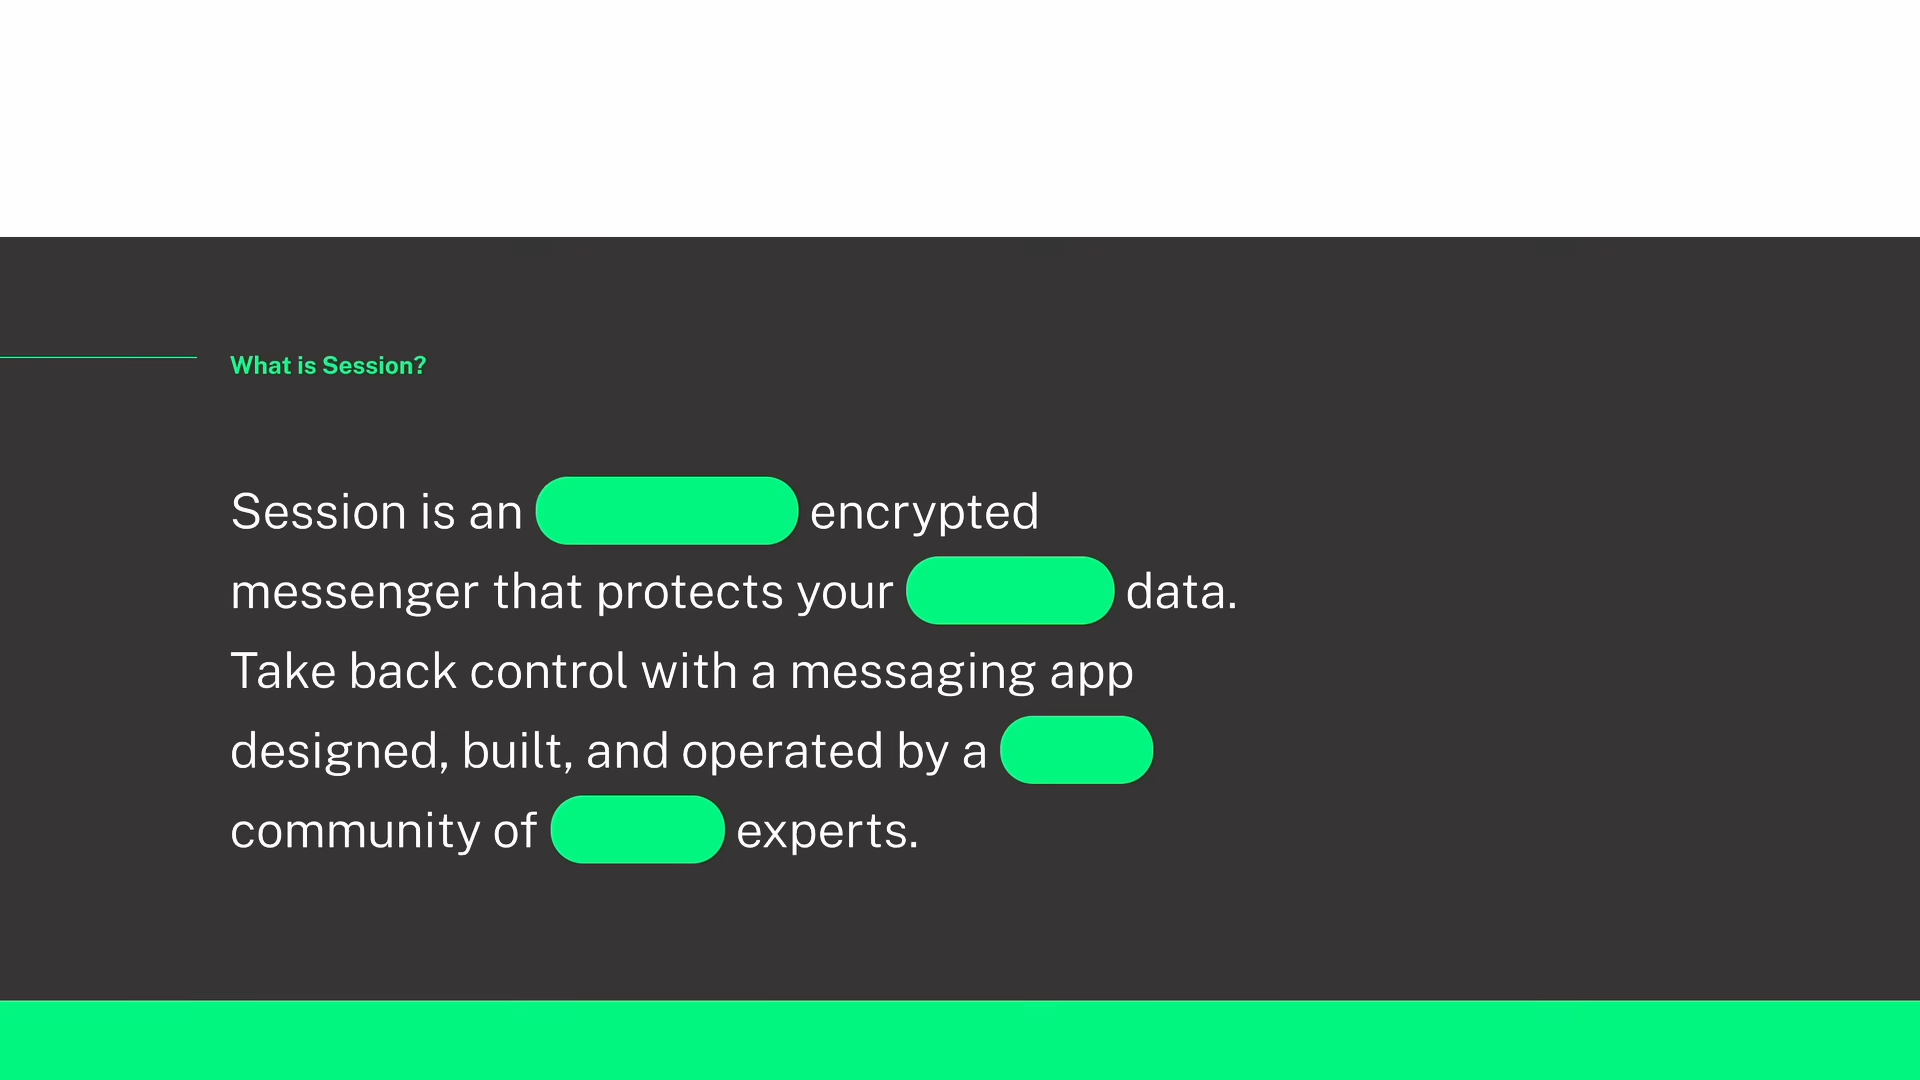 What is Session?
Session is an encrypted
messenger that protects your data.
Take back control with a messaging app
designed, built, and operated by a
community of experts.